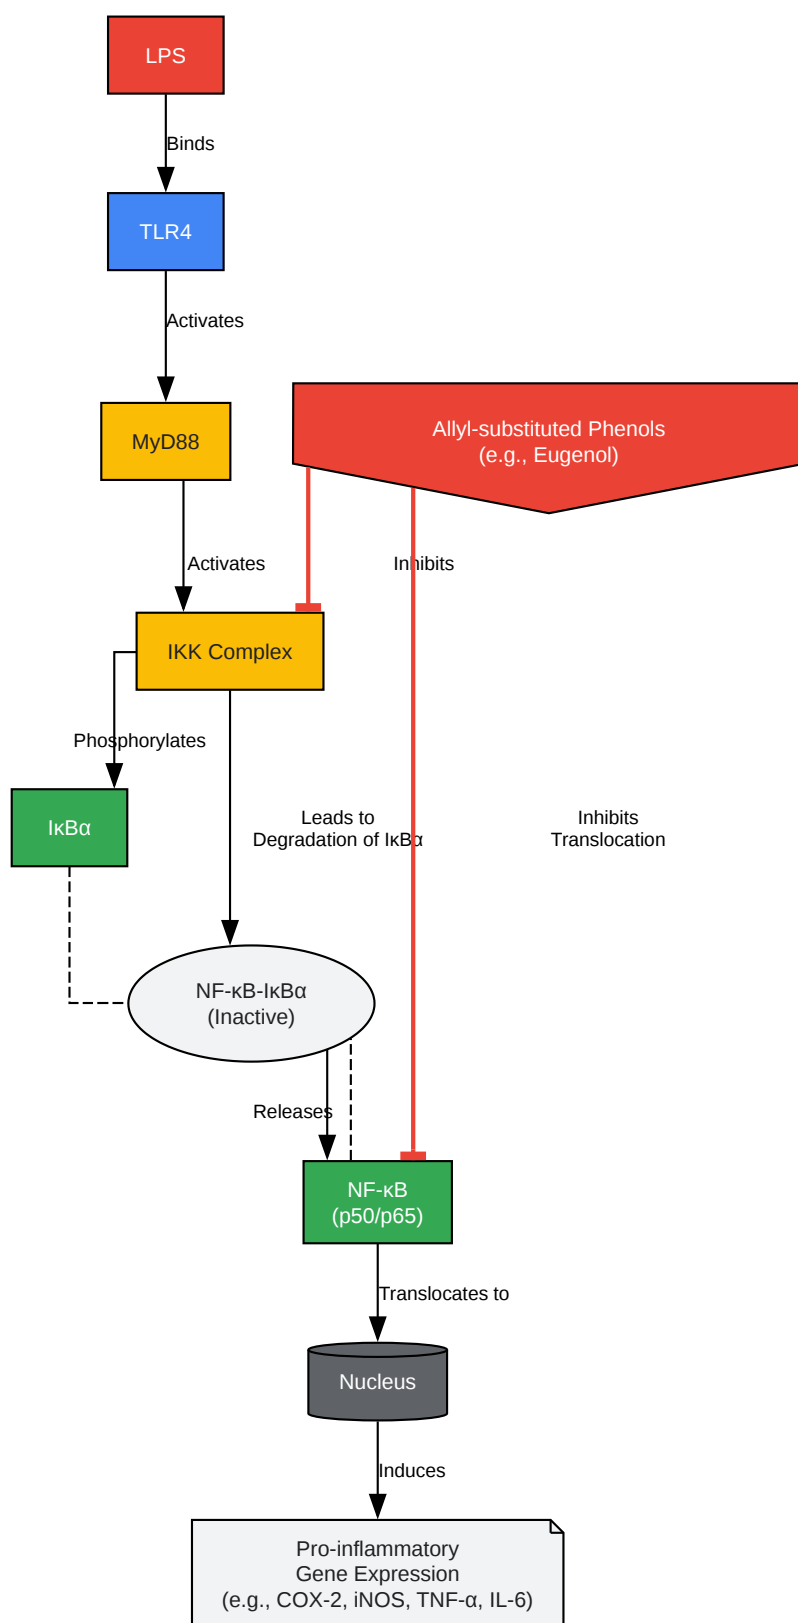 LPS
Binds
TLR4
Activates
Allyl-substituted Phenols
(e.g., Eugenol)
MyD88
Activates
Inhibits
IKK Complex
Phosphorylates
Leads to
Degradation of IκBα
Inhibits
Translocation
IκBα
NF-κB-IκBα
(Inactive)
Releases
NF-κB
(p50/p65)
Translocates to
Nucleus
Induces
Pro-inflammatory
Gene Expression
(e.g., COX-2, iNOS, TNF-α, IL-6)